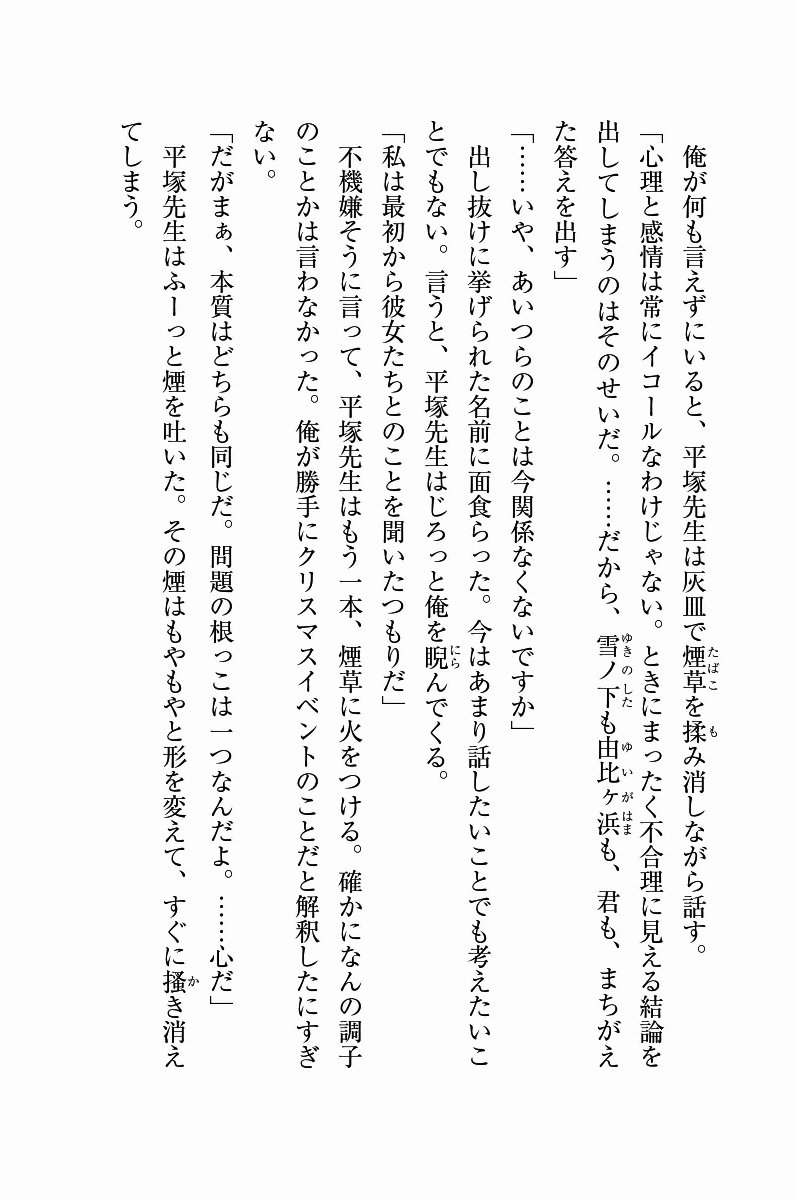 俺が何も言えずにいると、平塚先生は灰皿で煙草を揉み消しながら話す。
「心理と感情は常にイコールなわけじゃない。ときにまったく不合理に見える結論を
出してしまうのはそのせいだ。……だから、雪ノ下も由比ヶ浜も、君も、まちがえ
た答えを出す」
「……いや、あいつらのことは今関係なくないですか」
　出し抜けに挙げられた名前に面食らった。今はあまり話したいことでも考えたいこ
とでもない。言うと、平塚先生はじろっと俺を睨んでくる。
「私は最初から彼女たちとのことを聞いたつもりだ」
　不機嫌そうに言って、平塚先生はもう一本、煙草に火をつける。確かになんの調子
のことかは言わなかった。俺が勝手にクリスマスイベントのことだと解釈したにすぎ
ない。
「だがまぁ、本質はどちらも同じだ。問題の根っこは一つなんだよ。……心だ」
　平塚先生はふーっと煙を吐いた。その煙はもやもやと形を変えて、すぐに掻き消え
てしまう。